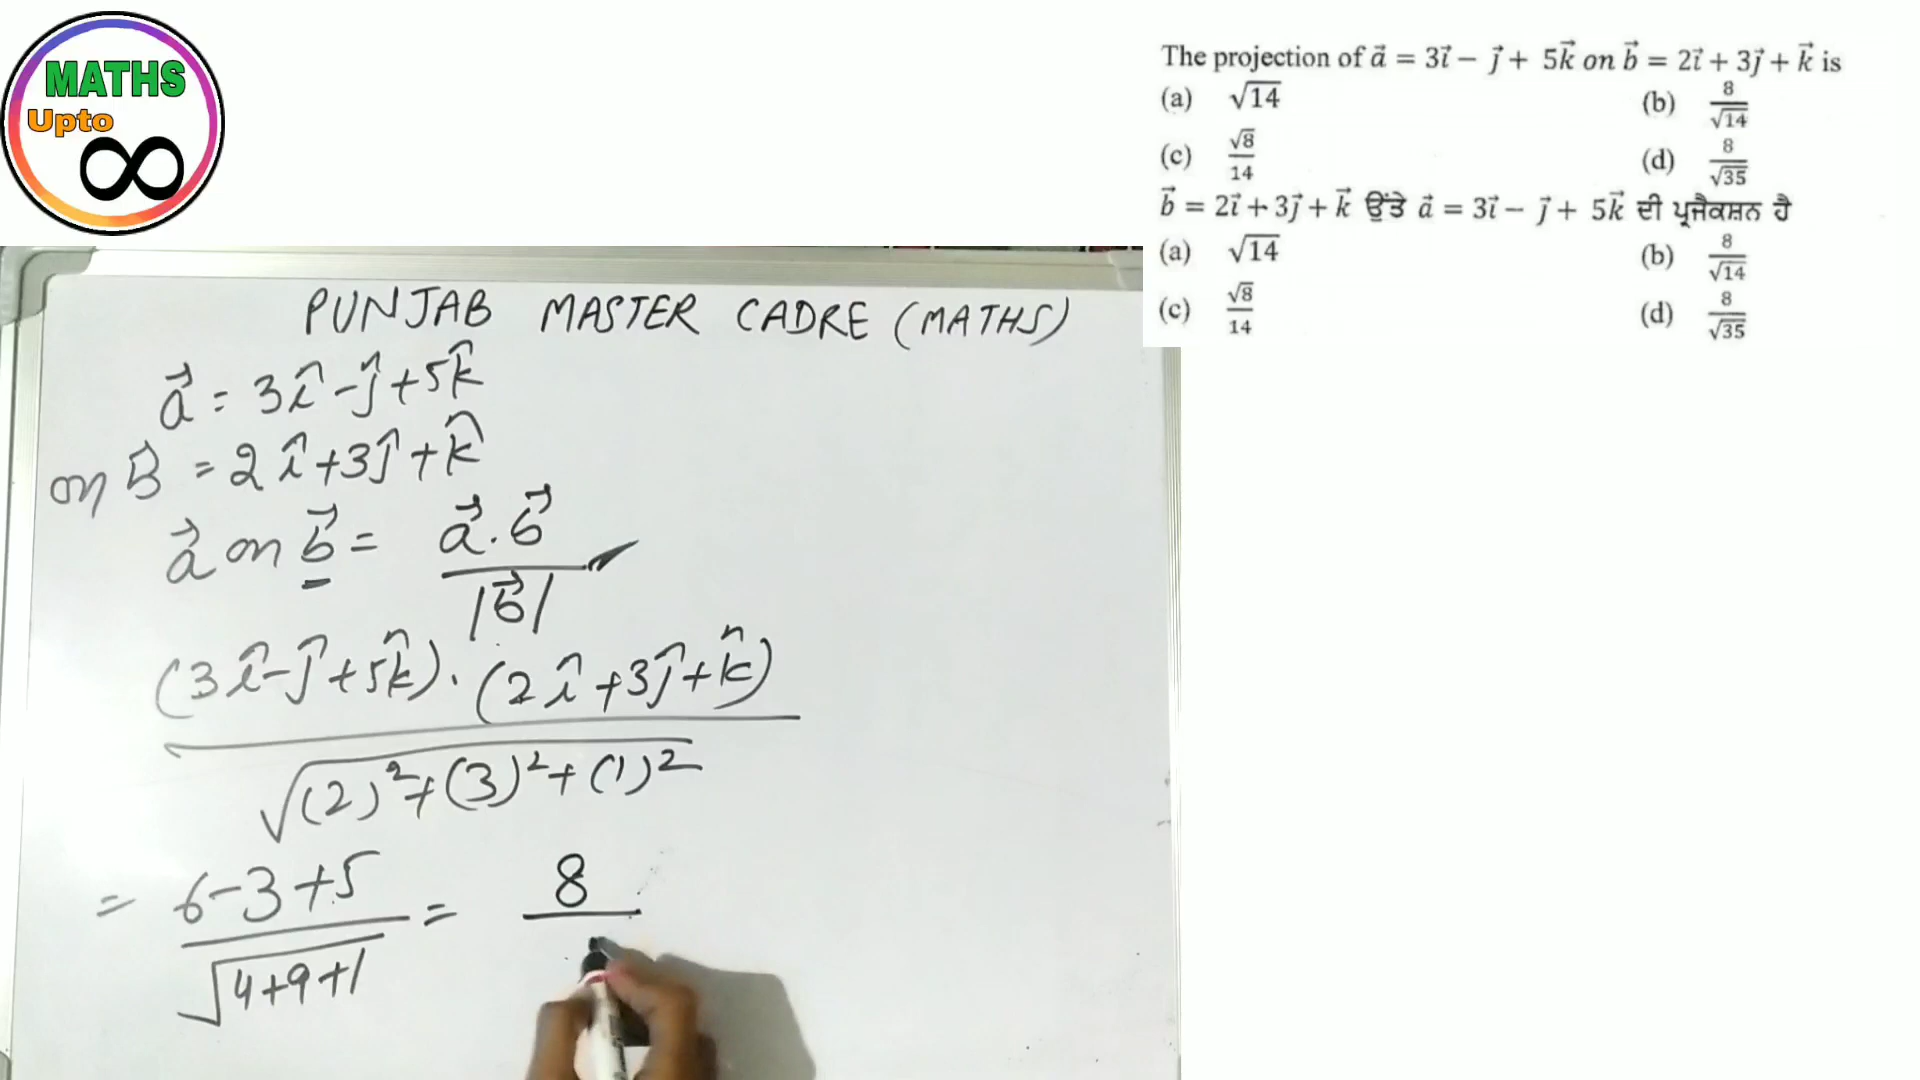 MATHS
Upto
∞
The projection of a⃗ = 3i⃗ − j⃗ + 5k⃗ on b⃗ = 2i⃗ + 3j⃗ + k⃗ is
(a) √14 (b) 8/√14
(c) √8/14 (d) 8/√35
b⃗ = 2i⃗ + 3j⃗ + k⃗ ਉੱਤੇ a⃗ = 3i⃗ − j⃗ + 5k⃗ ਦੀ ਪ੍ਰਜੈਕਸ਼ਨ ਹੈ
(a) √14 (b) 8/√14
(c) √8/14 (d) 8/√35
PUNJAB MASTER CADRE (MATHS)
a⃗ = 3î − ĵ + 5k̂
on B⃗ = 2î + 3ĵ + k̂
a⃗ on b⃗ = a⃗ · b⃗ / |b⃗|
(3î − ĵ + 5k̂) · (2î + 3ĵ + k̂)
√(2)² + (3)² + (1)²
= 6 − 3 + 5 / √4 + 9 + 1 = 8